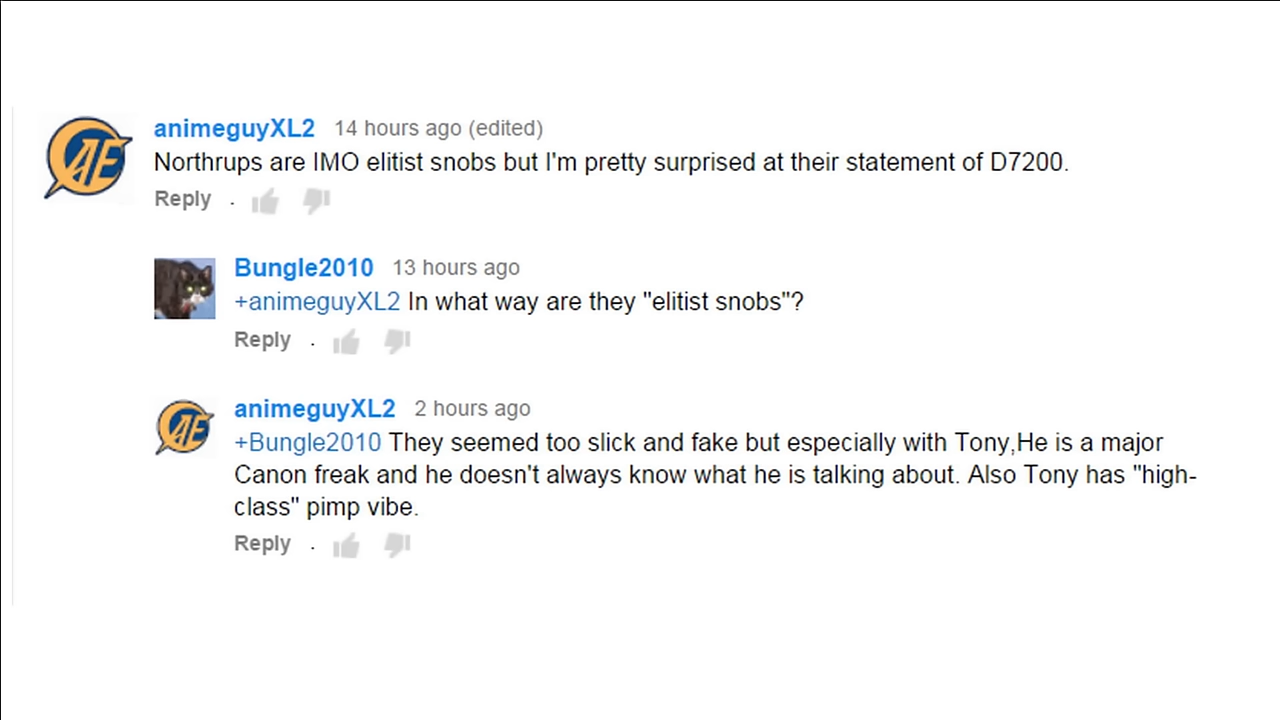 AE
animeguyXL2 14 hours ago (edited)
Northrups are IMO elitist snobs but I'm pretty surprised at their statement of D7200.
Reply .
Bungle2010 13 hours ago
+animeguyXL2 In what way are they "elitist snobs"?
Reply .
AE
animeguyXL2 2 hours ago
+Bungle2010 They seemed too slick and fake but especially with Tony,He is a major
Canon freak and he doesn't always know what he is talking about. Also Tony has "high-
class" pimp vibe.
Reply .